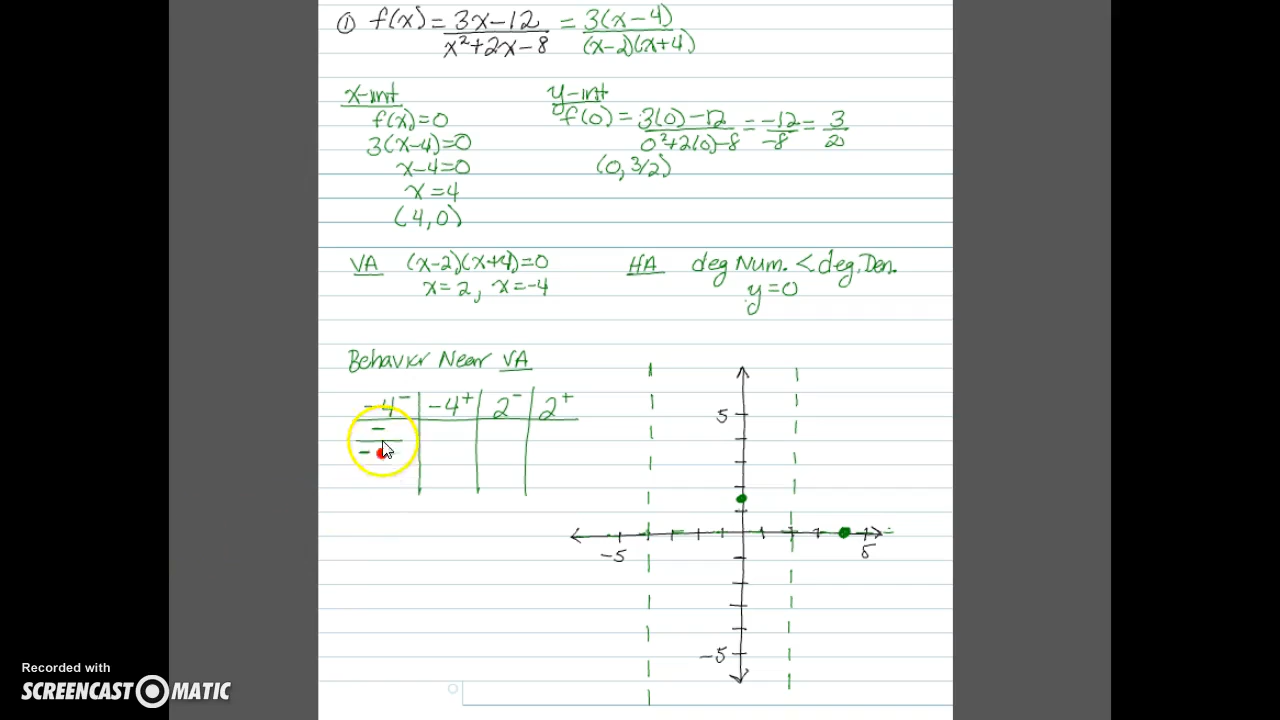 ① f(x) = 3x-12 / x²+2x-8 = 3(x-4) / (x-2)(x+4)
x-int
f(x)=0
3(x-4)=0
x-4=0
x=4
(4,0)
y-int
f(0) = 3(0)-12 / 0²+2(0)-8 = -12 / -8 = 3 / 20
(0, 3/2)
VA (x-2)(x+4)=0
x=2, x=-4
HA deg Num. < deg. Den.
y=0
Behavior Near VA
-4⁻ -4⁺ 2⁻ 2⁺
-
-
5
-5
5
-5
Recorded with
SCREENCAST O MATIC